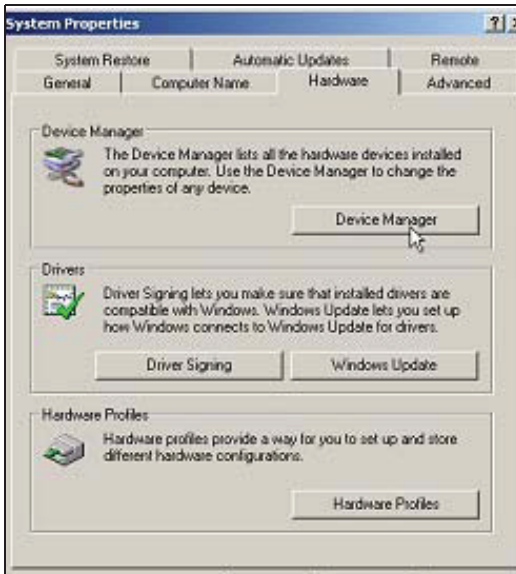 System Properties
System Restore Automatic Updates Remote
General Computer Name Hardware Advanced
Device Manager
The Device Manager lists all the hardware devices installed
on your computer. Use the Device Manager to change the
properties of any device.
Device Manager
Drivers
Driver Signing lets you make sure that installed drivers are
compatible with Windows. Windows Update lets you set up
how Windows connects to Windows Update for drivers.
Driver Signing Windows Update
Hardware Profiles
Hardware profiles provide a way for you to set up and store
different hardware configurations.
Hardware Profiles